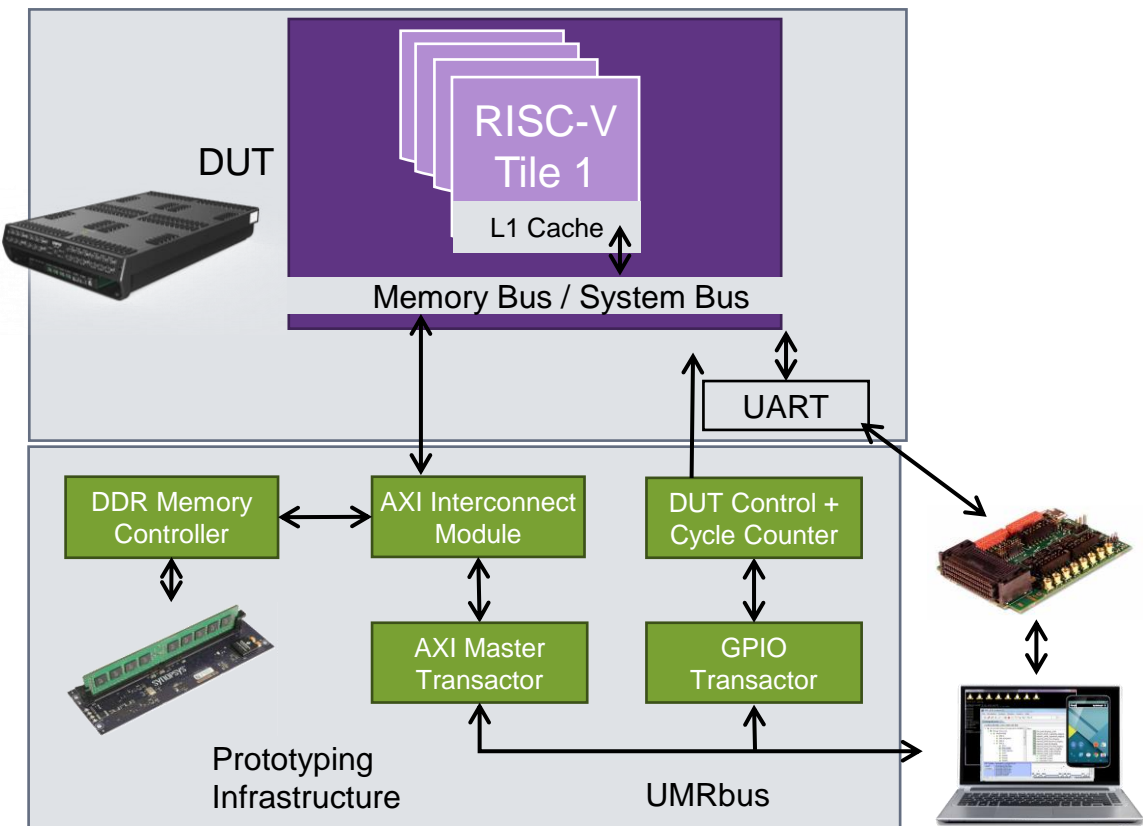 RISC-V
Tile 1
L1 Cache
DUT
Memory Bus / System Bus
UART
DDR Memory
Controller
AXI Interconnect
Module
DUT Control +
Cycle Counter
AXI Master
Transactor
GPIO
Transactor
Prototyping
Infrastructure
UMRbus